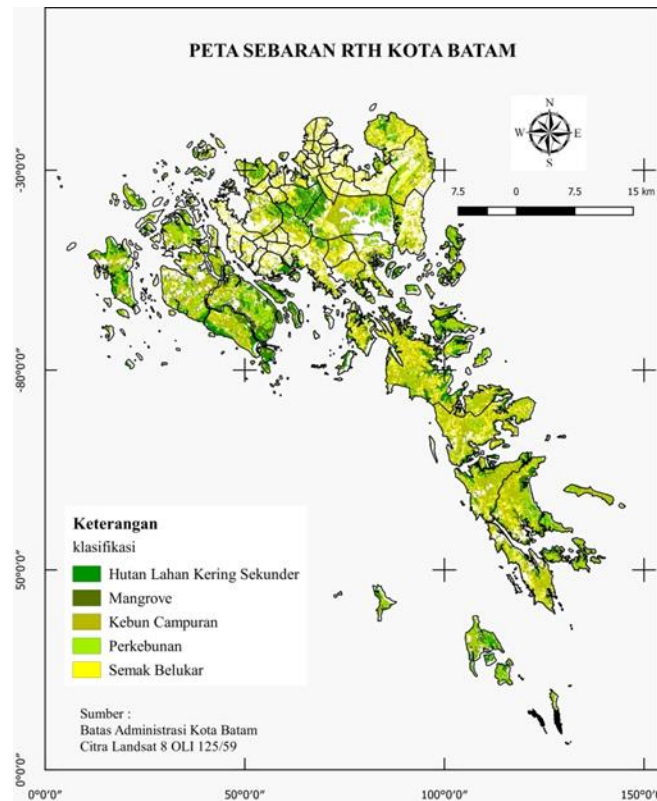 PETA SEBARAN RTH KOTA BATAM
N
W E
S
7.5 0 7.5 15 km
-30°0'0"
-80°0'0"
50°0'0"
0°0'0"
Keterangan
klasifikasi
Hutan Lahan Kering Sekunder
Mangrove
Kebun Campuran
Perkebunan
Semak Belukar
Sumber :
Batas Administrasi Kota Batam
Citra Landsat 8 OLI 125/59
0°0'0" 50°0'0" 100°0'0" 150°0'0"